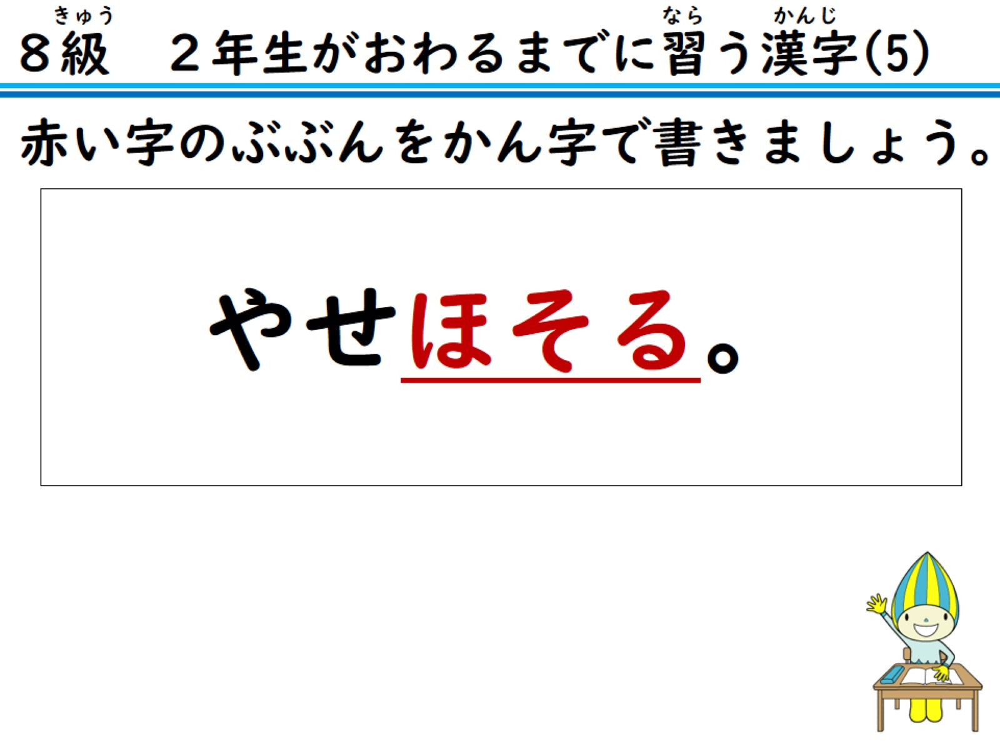 きゅう なら かんじ
８級　２年生がおわるまでに習う漢字(5)
赤い字のぶぶんをかん字で書きましょう。
やせほそる。